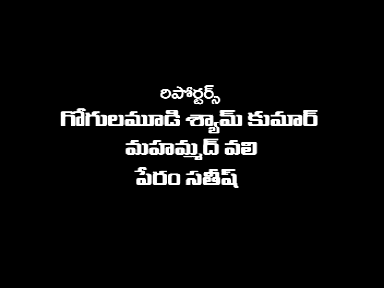 రిపోర్టర్స్
గోగులమూడి శ్యామ్ కుమార్
మహమ్మద్ వలి
పేరం సతీష్